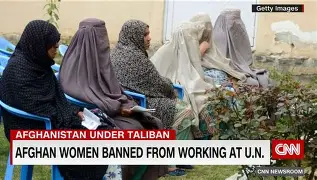 Getty Images
AFGHANISTAN UNDER TALIBAN
AFGHAN WOMEN BANNED FROM WORKING AT U.N.
CNN
CNN NEWSROOM